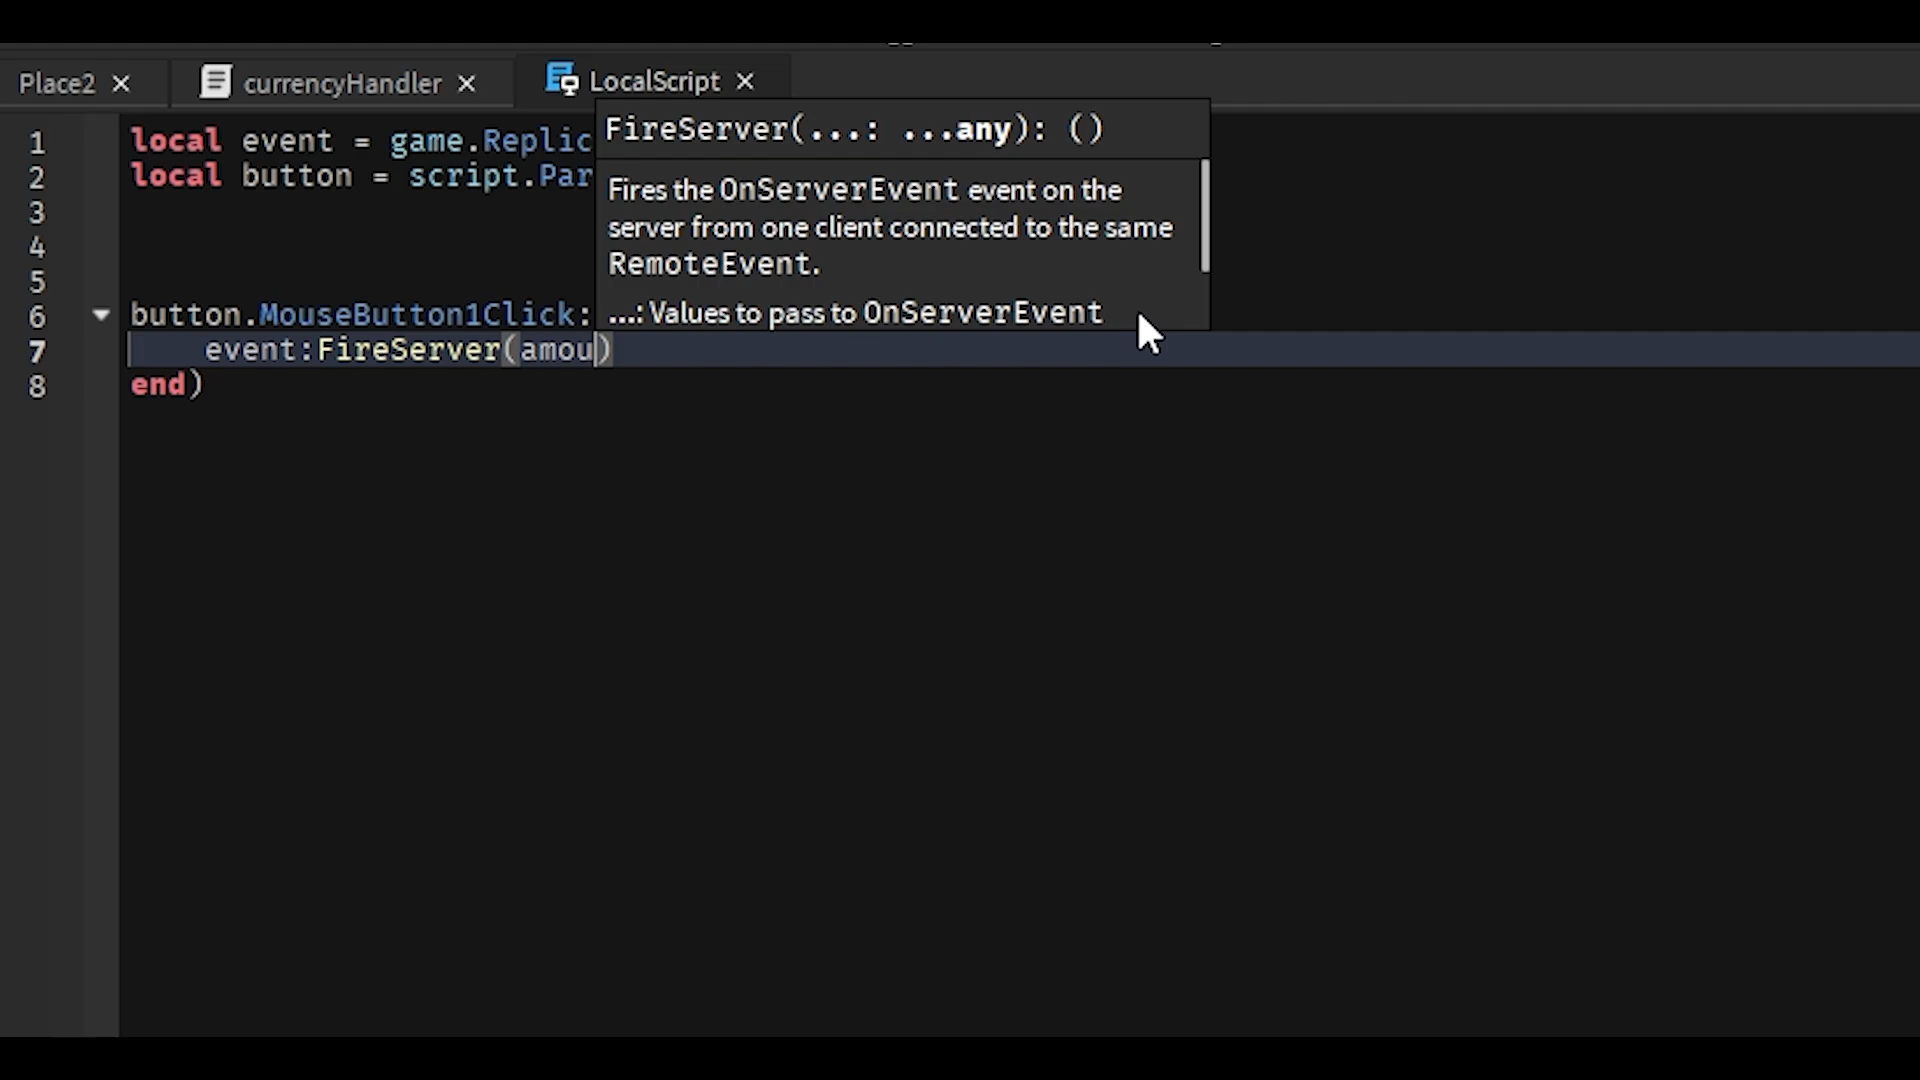 Place2
currencyHandler
LocalScript
FireServer(...: ...any): ()
Fires the OnServerEvent event on the
server from one client connected to the same
RemoteEvent.
...: Values to pass to OnServerEvent
1 local event = game.Replic
2 local button = script.Par
3
4
5
6 button.MouseButton1Click:
7 event:FireServer(amou)
8 end)